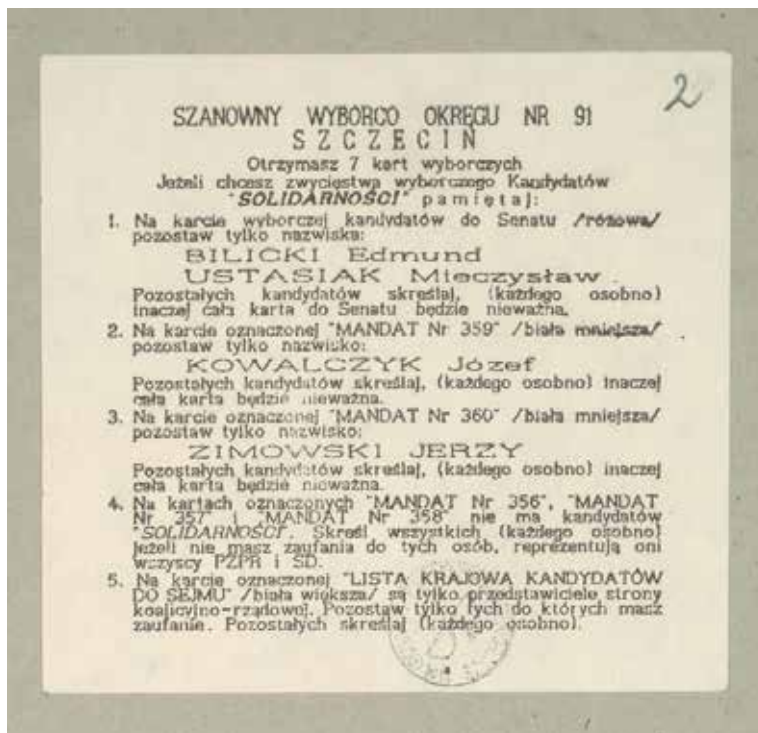 2
SZANOWNY WYBORCO OKRĘGU NR 91
SZCZECIN
Otrzymasz 7 kart wyborczych
Jeżeli chcesz zwycięstwa wyborczego Kandydatów
"SOLIDARNOŚCI" pamiętaj:
1. Na karcie wyborczej kandydatów do Senatu /różowa/
pozostaw tylko nazwiska:
BILICKI Edmund
USTASIAK Mieczysław.
Pozostałych kandydatów skreślaj, (każdego osobno)
inaczej cała karta do Senatu będzie nieważna.
2. Na karcie oznaczonej "MANDAT Nr 359" /biała mniejsza/
pozostaw tylko nazwisko:
KOWALCZYK Józef
Pozostałych kandydatów skreślaj, (każdego osobno) inaczej
cała karta będzie nieważna.
3. Na karcie oznaczonej "MANDAT Nr 360" /biała mniejsza/
pozostaw tylko nazwisko:
ZIMOWSKI JERZY
Pozostałych kandydatów skreślaj, (każdego osobno) inaczej
cała karta będzie nieważna.
4. Na kartach oznaczonych "MANDAT Nr 356", "MANDAT
Nr 357" i "MANDAT Nr 358" nie ma kandydatów
"SOLIDARNOŚCI". Skreśl wszystkich (każdego osobno)
jeżeli nie masz zaufania do tych osób, reprezentują oni
wszyscy PZPR i SD.
5. Na karcie oznaczonej "LISTA KRAJOWA KANDYDATÓW
DO SEJMU" /biała większa/ są tylko przedstawiciele strony
koalicyjno-rządowej. Pozostaw tylko tych do których masz
zaufanie. Pozostałych skreślaj (każdego osobno).